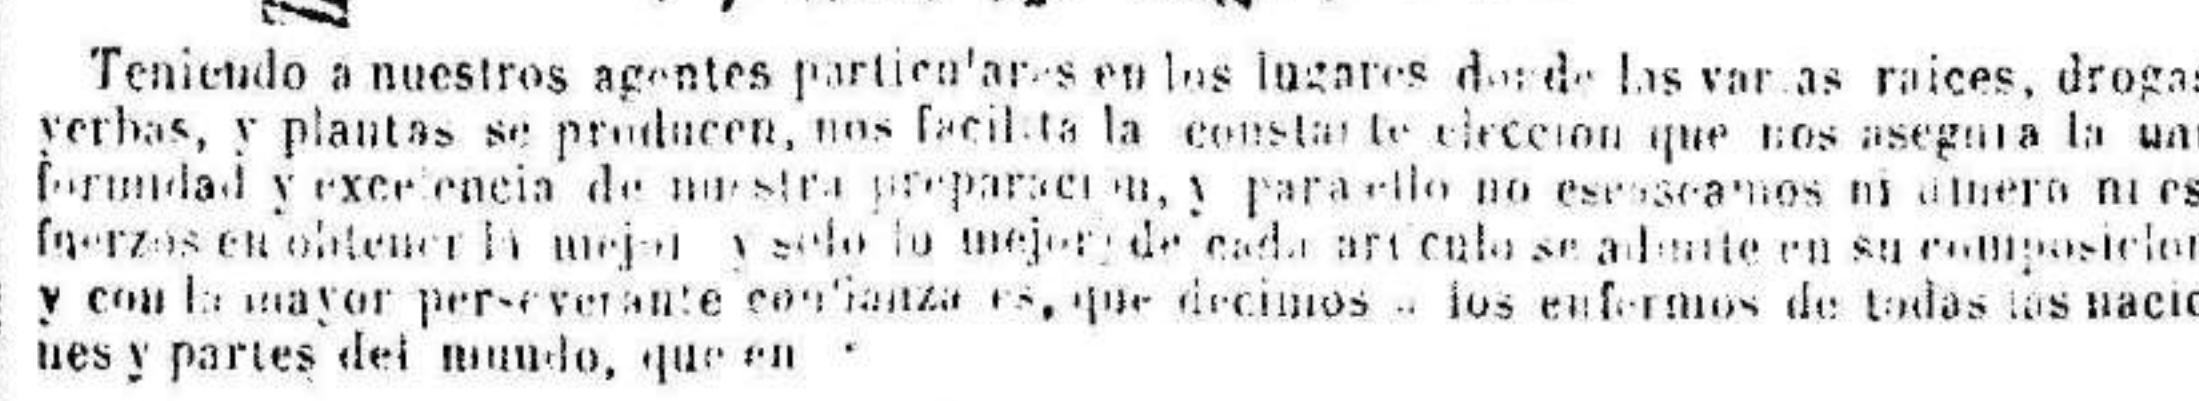 Teniendo a nuestros agentes particulares en los lugares donde las varias raices, drogas
yerbas, y plantas se producen, nos facilita la constante eleccion que nos asegura la uni
formidad y excelencia de nuestra preparacion, y para ello no escaseamos ni dinero ni es
fuerzos en obtener la mejor y solo lo mejor de cada articulo se admite en su composicion
y con la mayor perseverante confianza es, que decimos a los enfermos de todas las nacio
nes y partes del mundo, que en